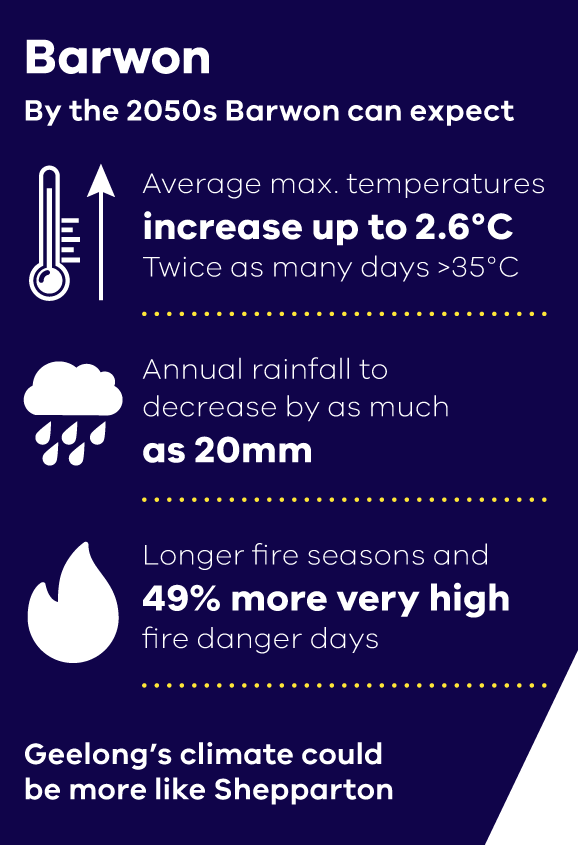 Barwon
By the 2050s Barwon can expect
Average max. temperatures
increase up to 2.6°C
Twice as many days >35°C
Annual rainfall to
decrease by as much
as 20mm
Longer fire seasons and
49% more very high
fire danger days
Geelong’s climate could
be more like Shepparton